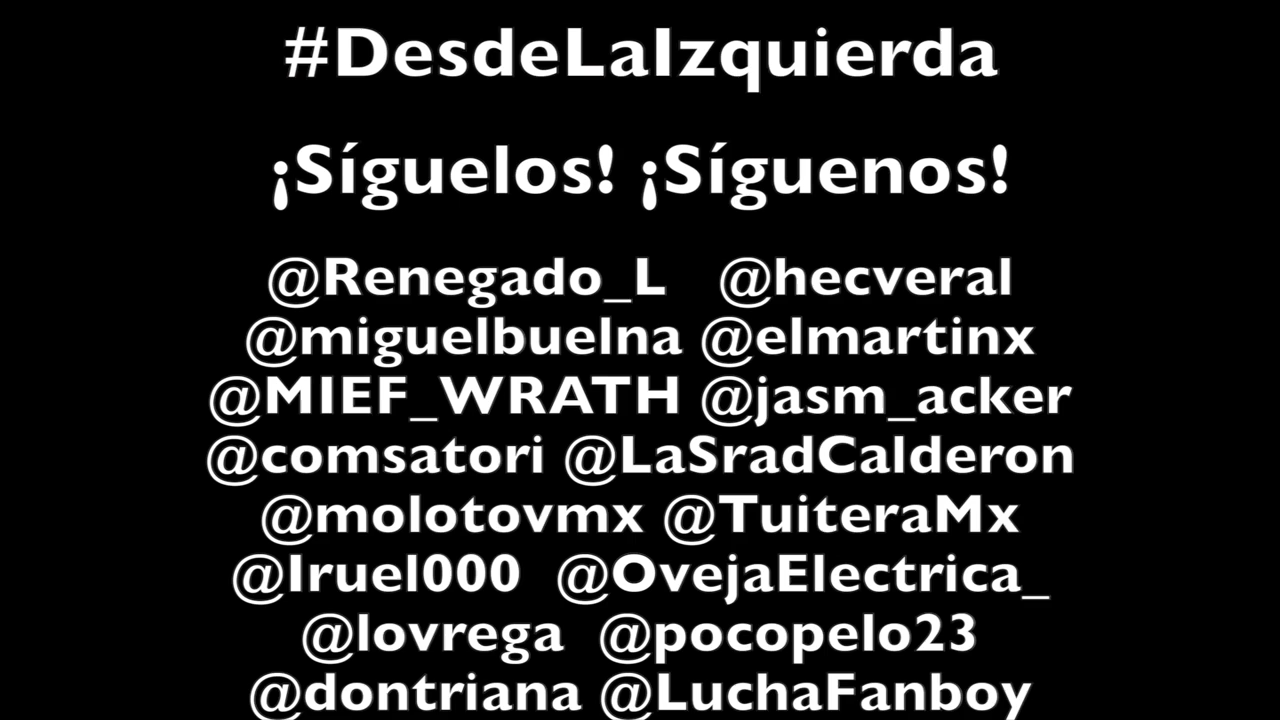 #DesdeLaIzquierda
¡Síguelos! ¡Síguenos!
@Renegado_L @hecveral
@miguelbuelna @elmartinx
@MIEF_WRATH @jasm_acker
@comsatori @LaSradCalderon
@molotovmx @TuiteraMx
@Iruel000 @OvejaElectrica_
@lovrega @pocopelo23
@dontriana @LuchaFanboy